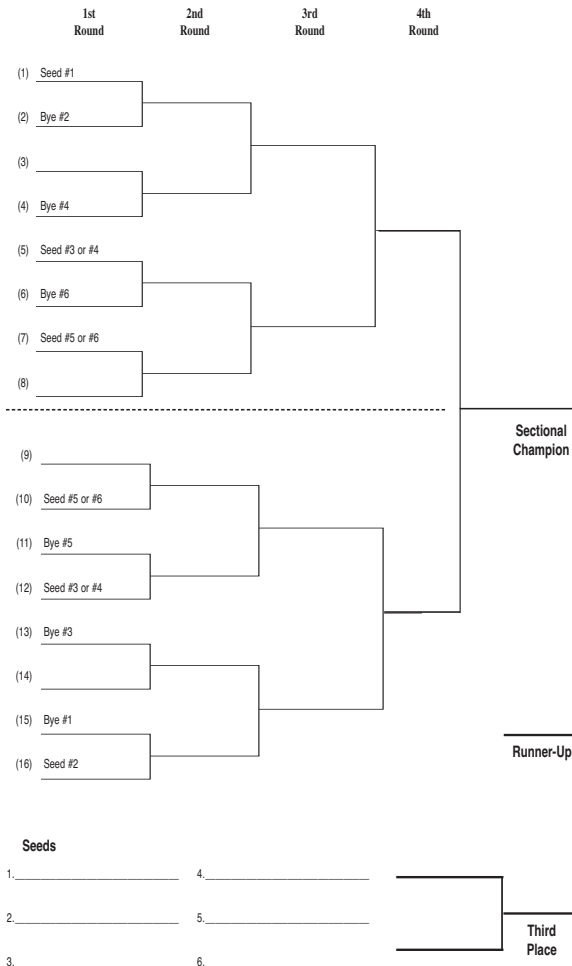 1st 2nd 3rd 4th
Round Round Round Round
(1) Seed #1
(2) Bye #2
(3)
(4) Bye #4
(5) Seed #3 or #4
(6) Bye #6
(7) Seed #5 or #6
(8)
Sectional
Champion
(9)
(10) Seed #5 or #6
(11) Bye #5
(12) Seed #3 or #4
(13) Bye #3
(14)
(15) Bye #1
(16) Seed #2
Runner-Up
Seeds
1. 4.
2. 5.
3. 6.
Third
Place